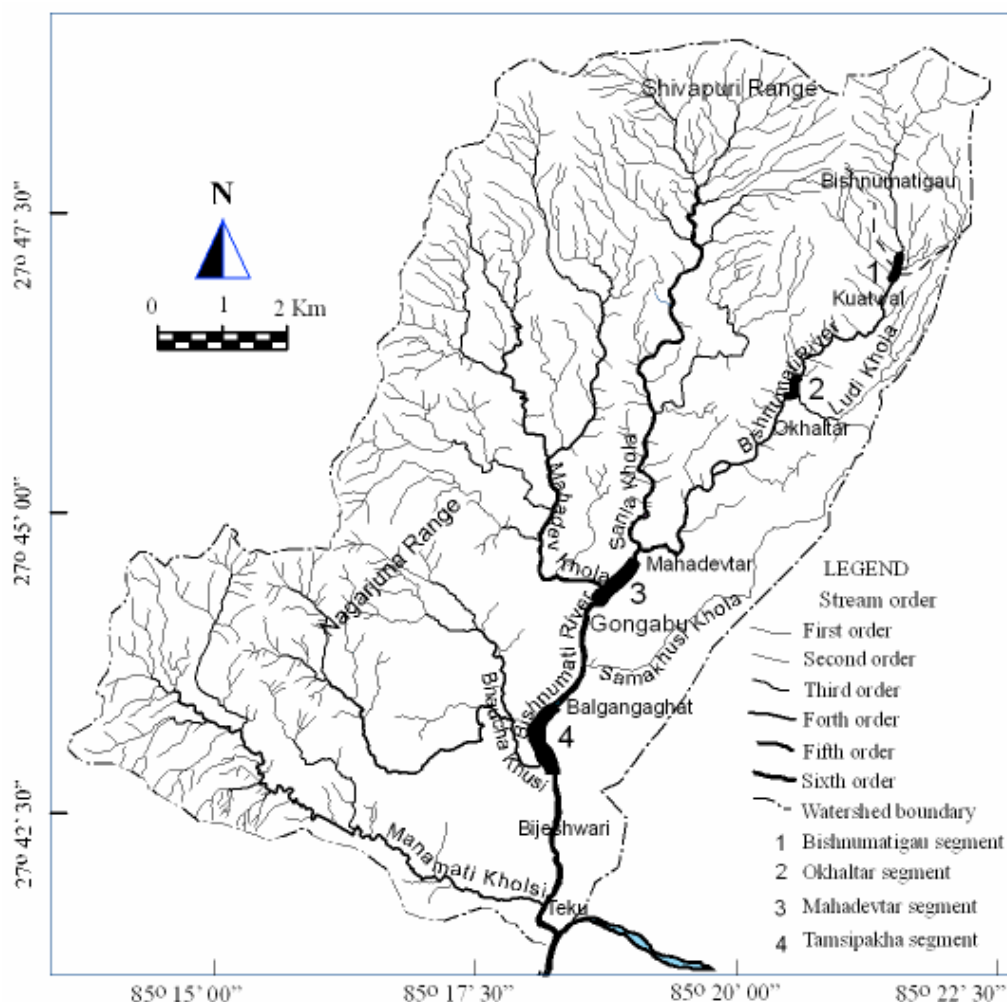 Shivapuri Range
Bishnumatigau
N
0 1 2 Km
1
Kuatwal
Bishnumati River
Ludi Khola
2
Okhaltar
Sanla Khola
Mahadev
Khola
Mahadevtar
3
Nagarjuna Range
Gongabu
Samakhusi Khola
Bishnumati River
Balgangaghat
4
Bhaucha Khusi
Bijeshwari
Manamati Kholsi
Teku
LEGEND
Stream order
First order
Second order
Third order
Forth order
Fifth order
Sixth order
Watershed boundary
1 Bishnumatigau segment
2 Okhaltar segment
3 Mahadevtar segment
4 Tamsipakha segment
27º 47' 30"
27º 45' 00"
27º 42' 30"
85º 15' 00" 85º 17' 30" 85º 20' 00" 85º 22' 30"